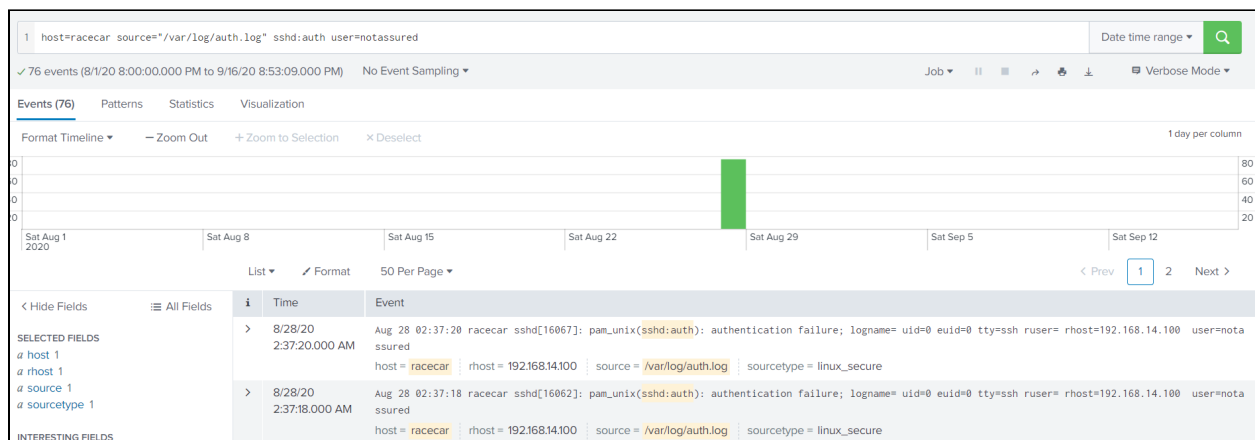 1 host=racecar source="/var/log/auth.log" sshd:auth user=notassured
Date time range
76 events (8/1/20 8:00:00.000 PM to 9/16/20 8:53:09.000 PM) No Event Sampling
Job
Verbose Mode
Events (76) Patterns Statistics Visualization
Format Timeline — Zoom Out + Zoom to Selection × Deselect
1 day per column
80
60
40
20
Sat Aug 1
2020
Sat Aug 8
Sat Aug 15
Sat Aug 22
Sat Aug 29
Sat Sep 5
Sat Sep 12
List Format 50 Per Page
< Prev 1 2 Next >
< Hide Fields All Fields
i Time Event
SELECTED FIELDS
a host 1
a rhost 1
a source 1
a sourcetype 1
INTERESTING FIELDS
> 8/28/20
2:37:20.000 AM
Aug 28 02:37:20 racecar sshd[16067]: pam_unix(sshd:auth): authentication failure; logname= uid=0 euid=0 tty=ssh ruser= rhost=192.168.14.100 user=nota
ssured
host = racecar rhost = 192.168.14.100 source = /var/log/auth.log sourcetype = linux_secure
> 8/28/20
2:37:18.000 AM
Aug 28 02:37:18 racecar sshd[16062]: pam_unix(sshd:auth): authentication failure; logname= uid=0 euid=0 tty=ssh ruser= rhost=192.168.14.100 user=nota
ssured
host = racecar rhost = 192.168.14.100 source = /var/log/auth.log sourcetype = linux_secure